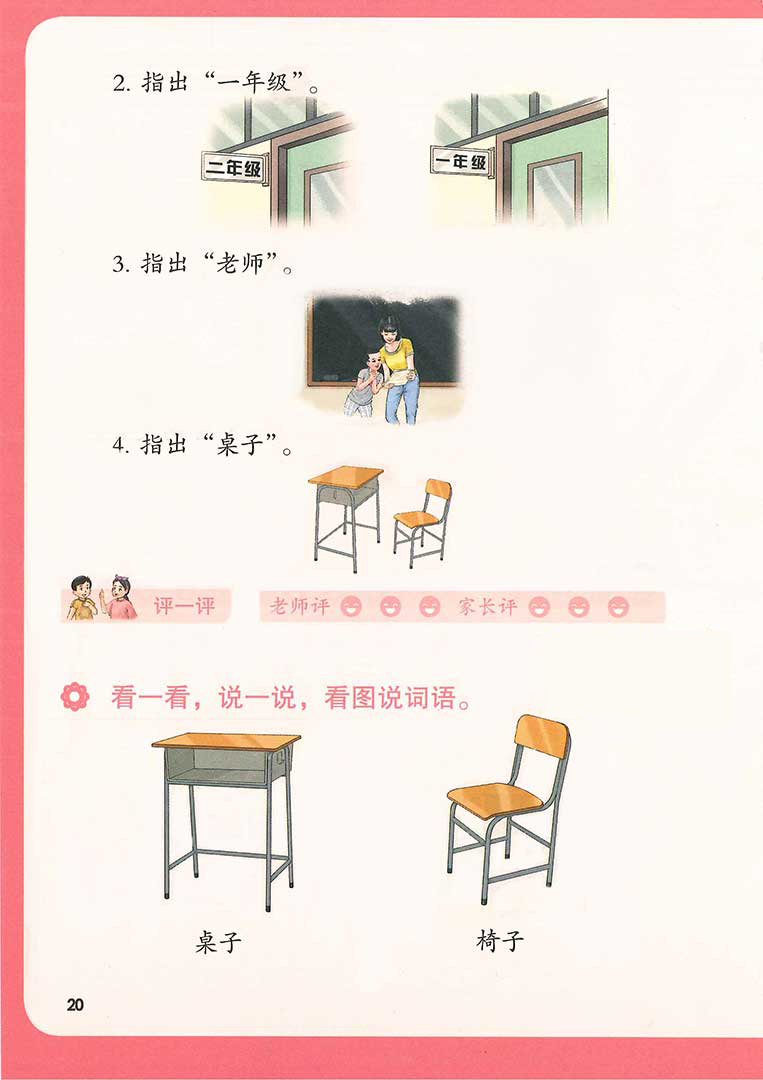 2. 指出“一年级”。
二年级
一年级
3. 指出“老师”。
4. 指出“桌子”。
评一评
老师评 家长评
看一看，说一说，看图说词语。
桌子
椅子
20